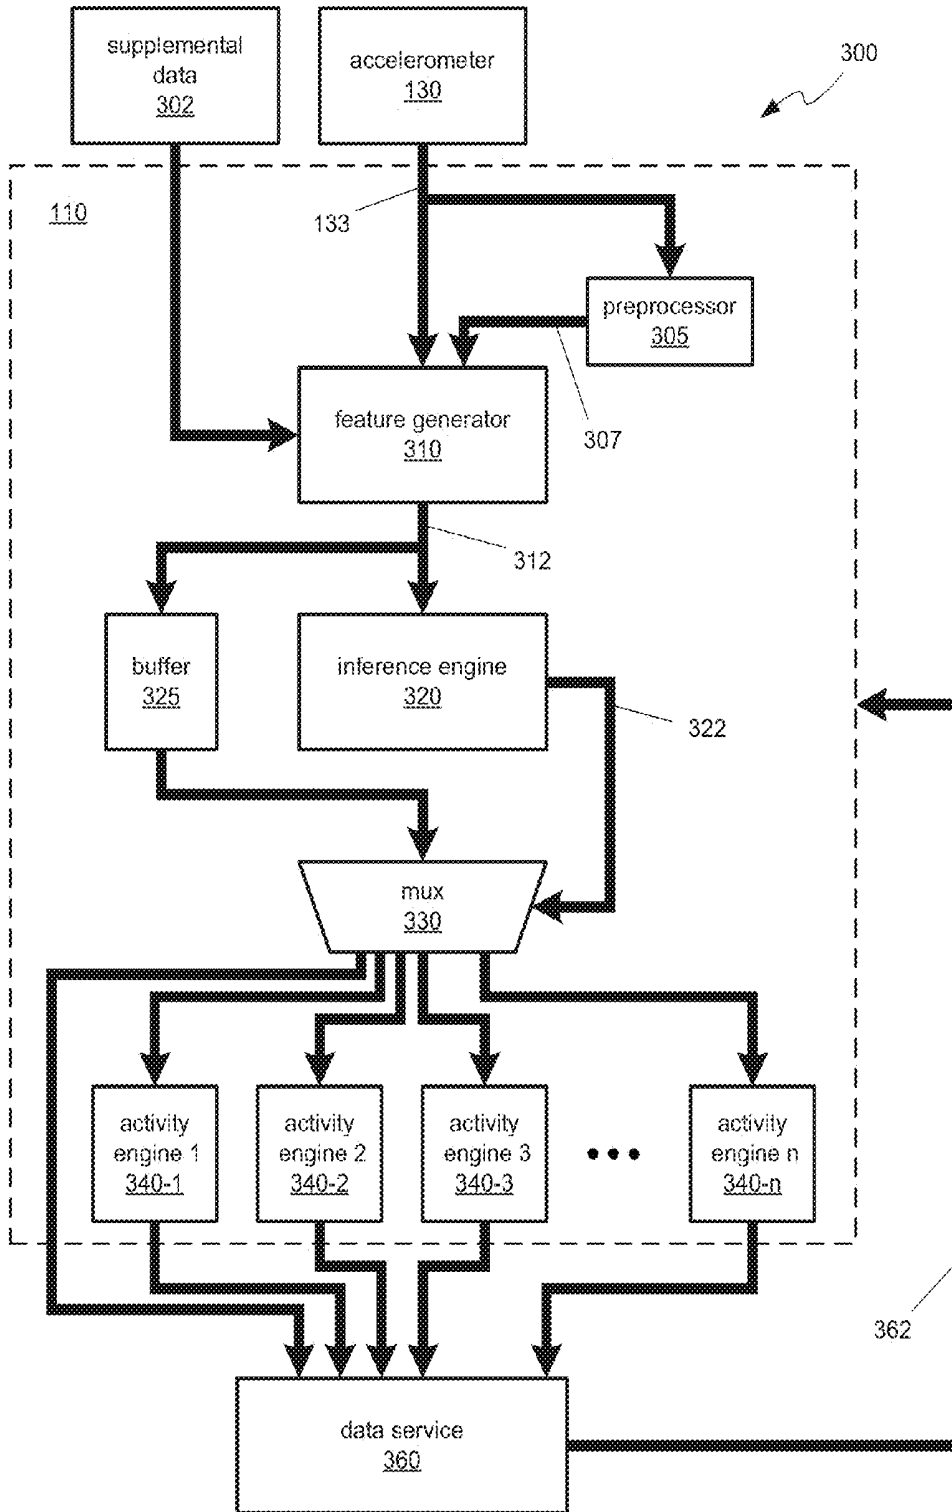 supplemental
data
302
accelerometer
130
300
110
133
preprocessor
305
307
feature generator
310
312
buffer
325
inference engine
320
322
mux
330
activity
engine 1
340-1
activity
engine 2
340-2
activity
engine 3
340-3
•••
activity
engine n
340-n
362
data service
360